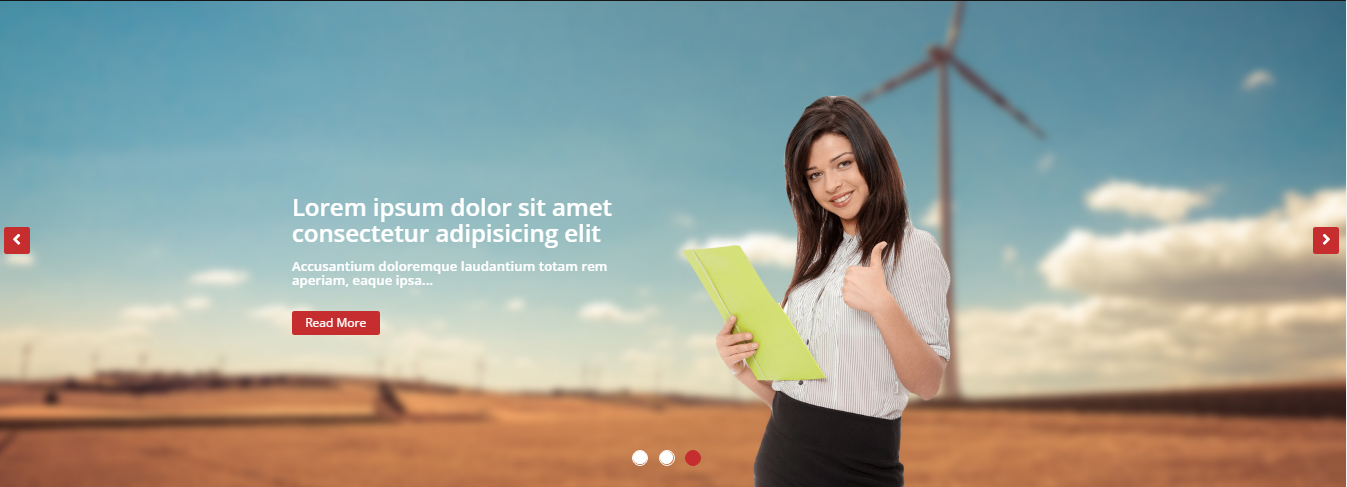 Lorem ipsum dolor sit amet
consectetur adipisicing elit
Accusantium doloremque laudantium totam rem
aperiam, eaque ipsa...
Read More